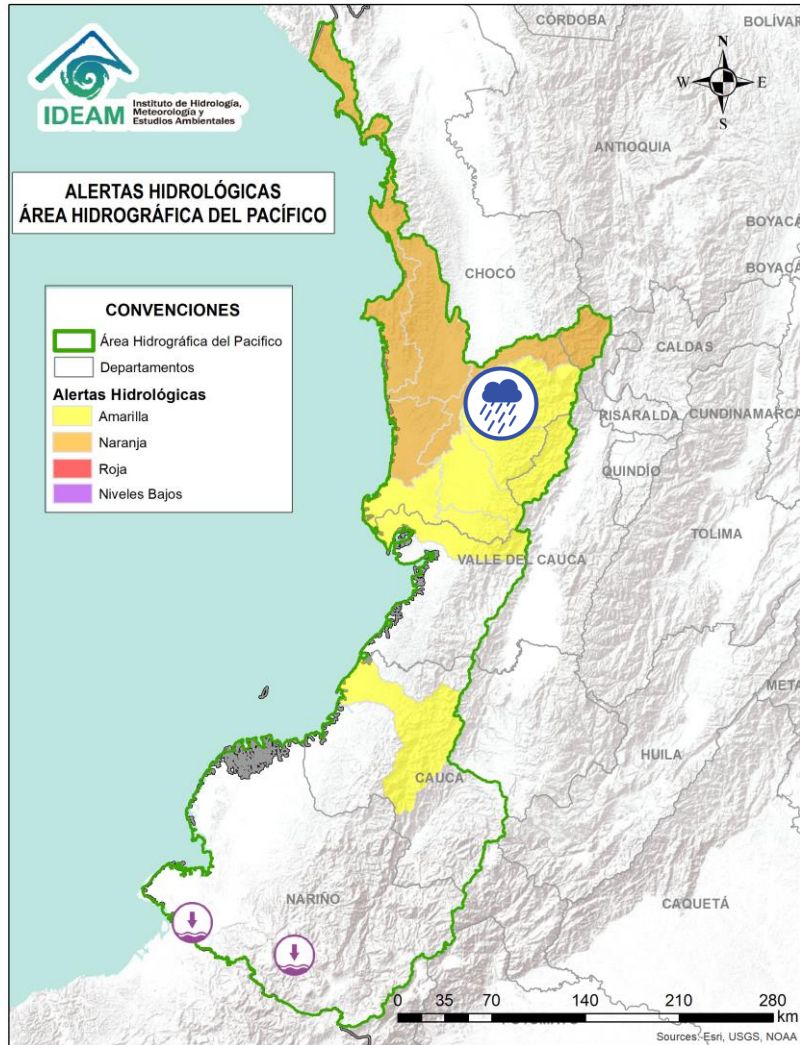 CÓRDOBA
BOLÍVAR
N
W
E
S
IDEAM
Instituto de Hidrología,
Meteorología y
Estudios Ambientales
ANTIOQUIA
ALERTAS HIDROLÓGICAS
ÁREA HIDROGRÁFICA DEL PACÍFICO
BOYACÁ
BOYACÁ
CHOCÓ
CONVENCIONES
Área Hidrográfica del Pacifico
Departamentos
Alertas Hidrológicas
Amarilla
Naranja
Roja
Niveles Bajos
CALDAS
RISARALDA
CUNDINAMARCA
QUINDÍO
TOLIMA
VALLE DEL CAUCA
META
HUILA
CAUCA
NARIÑO
CAQUETÁ
0 35 70 140 210 280
km
Sources: Esri, USGS, NOAA